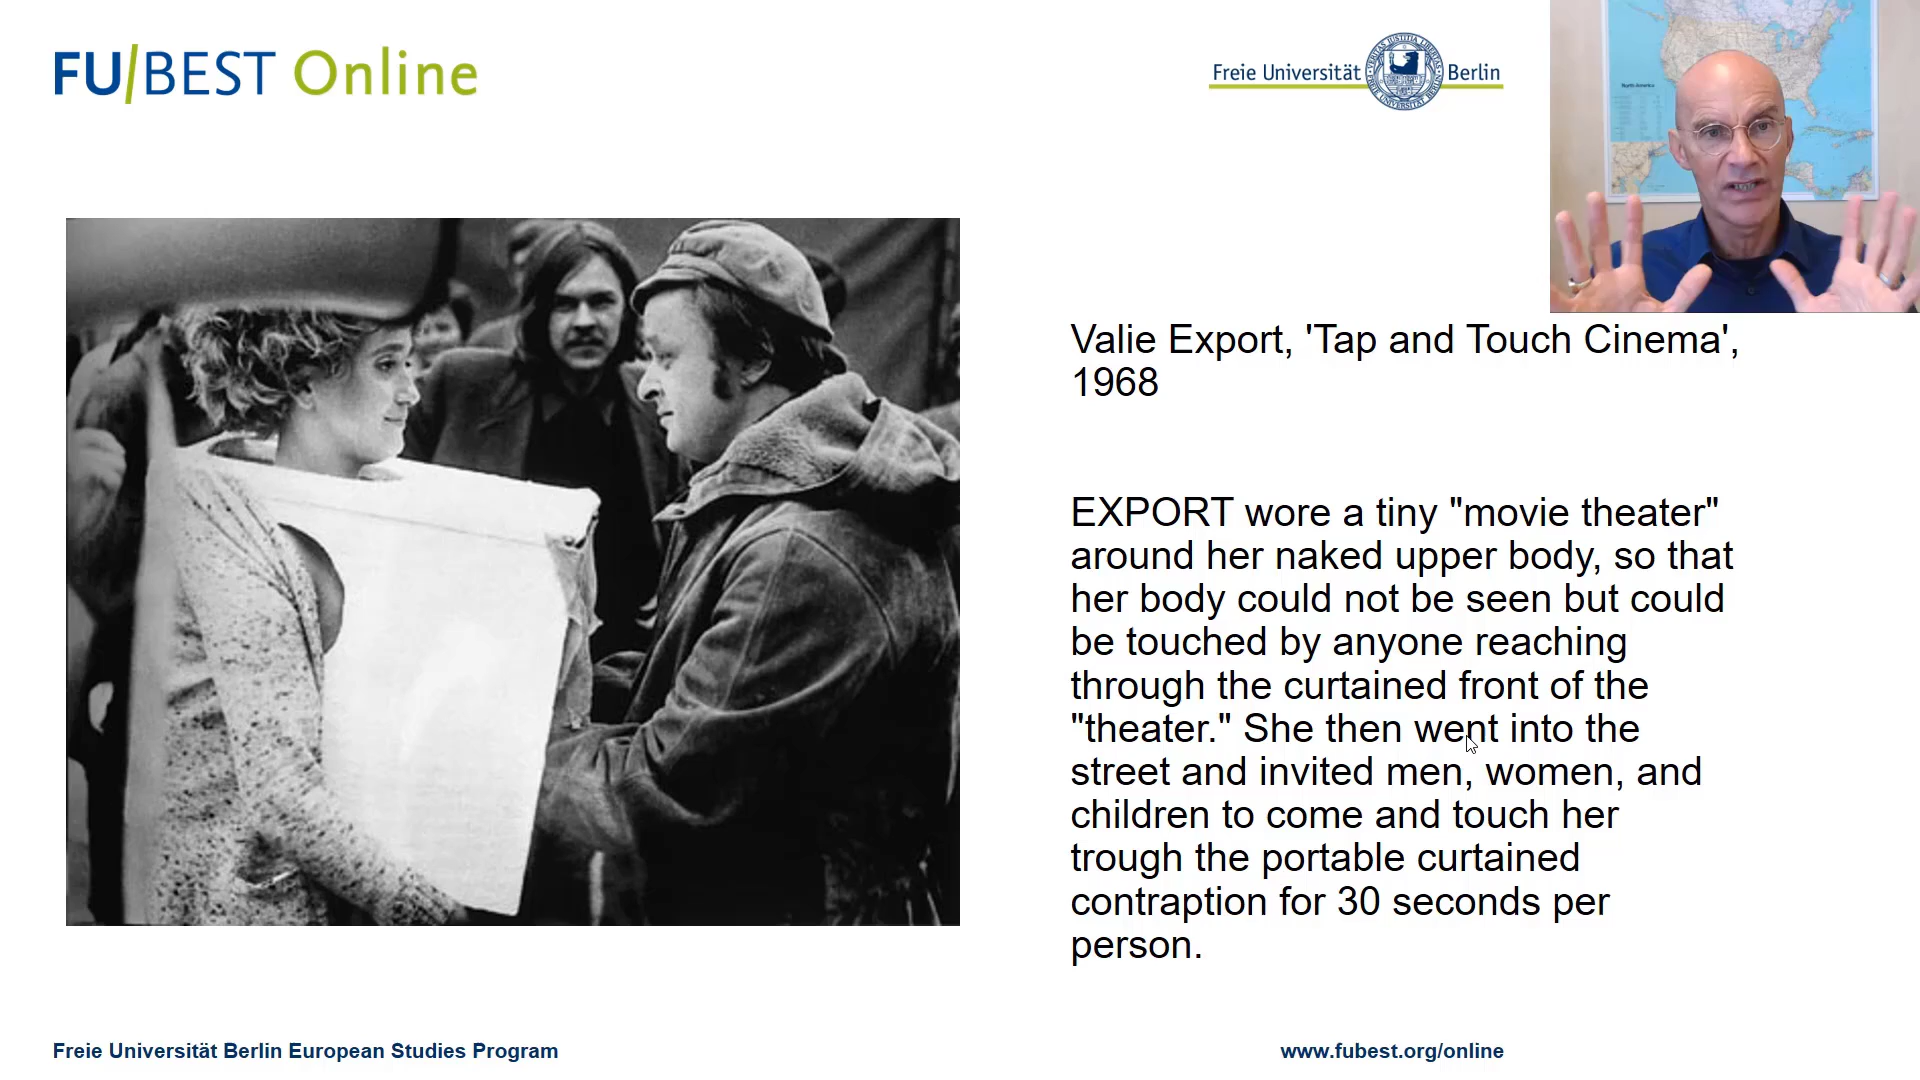 FU/BEST Online
Freie Universität Berlin
North America
Valie Export, 'Tap and Touch Cinema',
1968
EXPORT wore a tiny "movie theater"
around her naked upper body, so that
her body could not be seen but could
be touched by anyone reaching
through the curtained front of the
"theater." She then went into the
street and invited men, women, and
children to come and touch her
trough the portable curtained
contraption for 30 seconds per
person.
Freie Universität Berlin European Studies Program
www.fubest.org/online